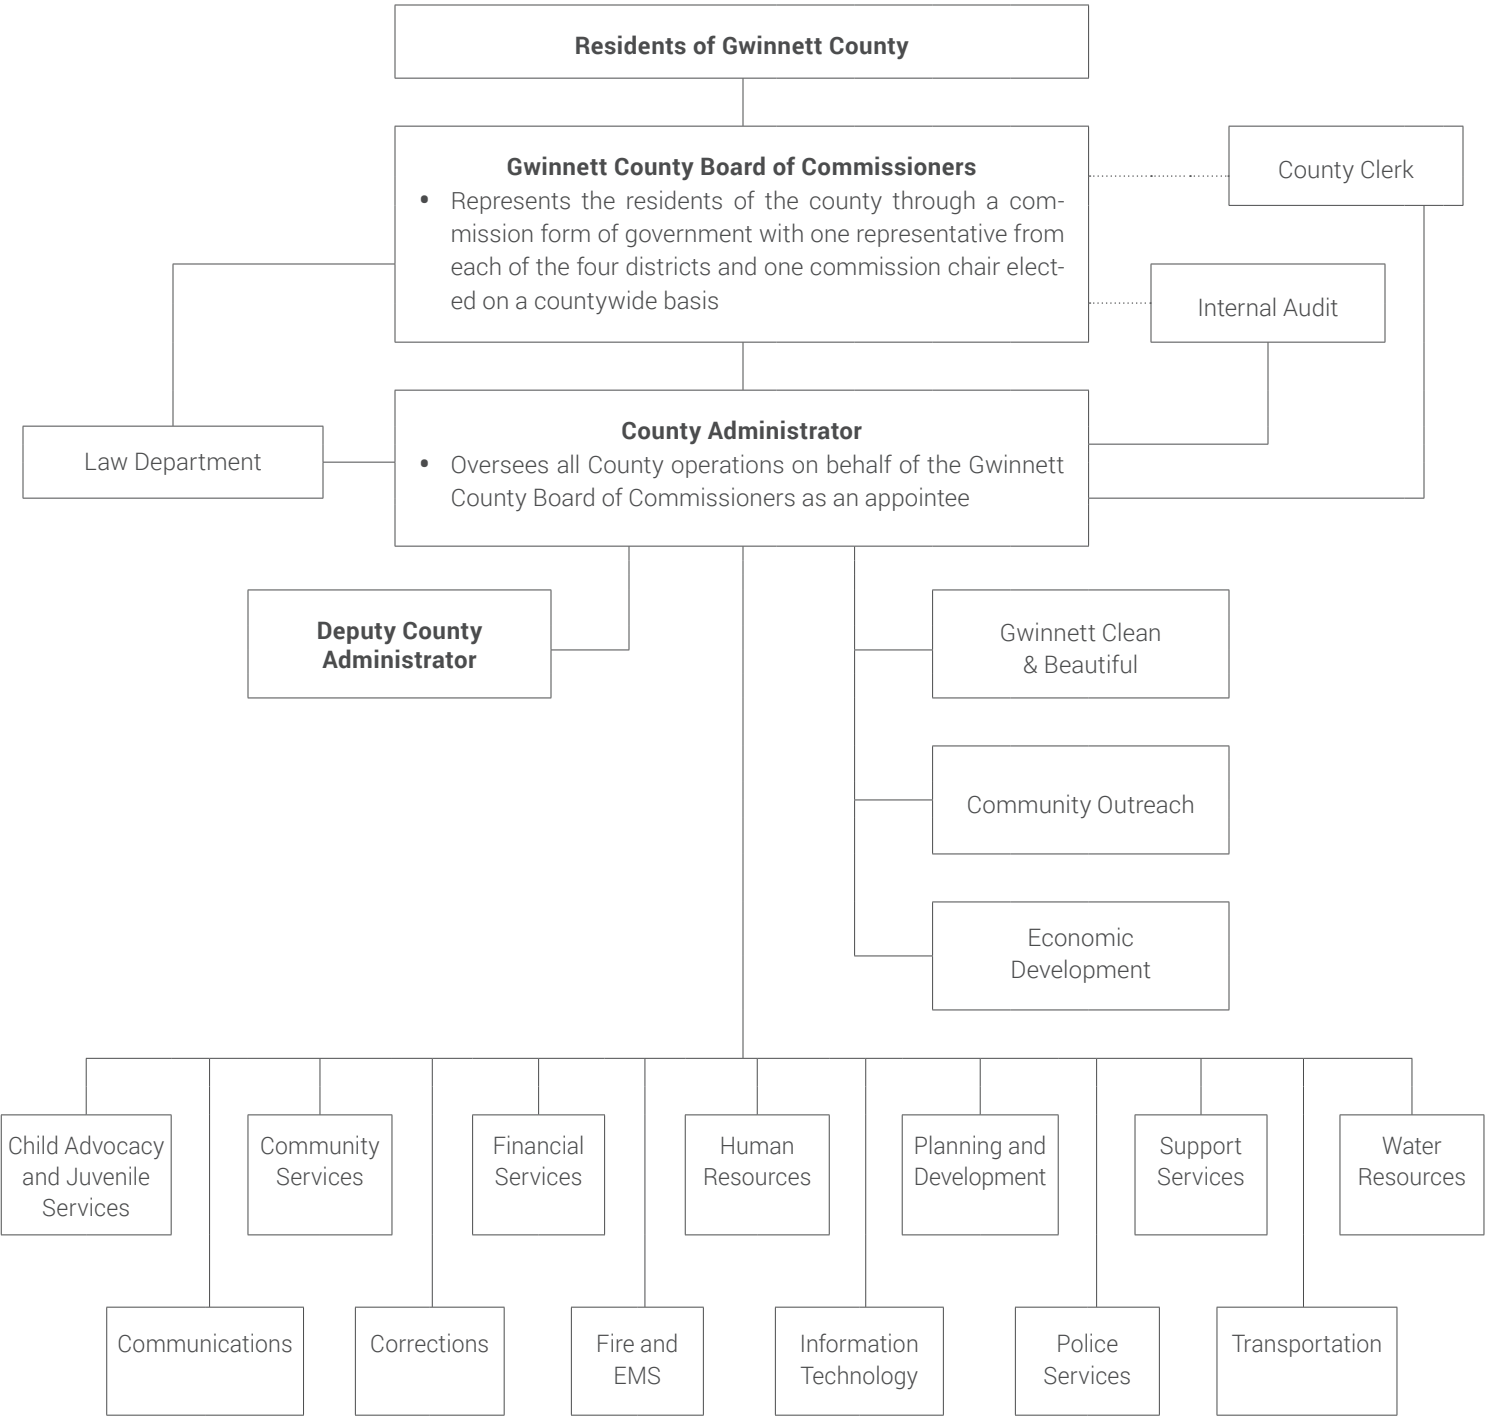 Residents of Gwinnett County
Gwinnett County Board of Commissioners
• Represents the residents of the county through a com-
mission form of government with one representative from
each of the four districts and one commission chair elect-
ed on a countywide basis
County Clerk
Internal Audit
Law Department
County Administrator
• Oversees all County operations on behalf of the Gwinnett
County Board of Commissioners as an appointee
Deputy County
Administrator
Gwinnett Clean
& Beautiful
Community Outreach
Economic
Development
Child Advocacy
and Juvenile
Services
Community
Services
Financial
Services
Human
Resources
Planning and
Development
Support
Services
Water
Resources
Communications
Corrections
Fire and
EMS
Information
Technology
Police
Services
Transportation